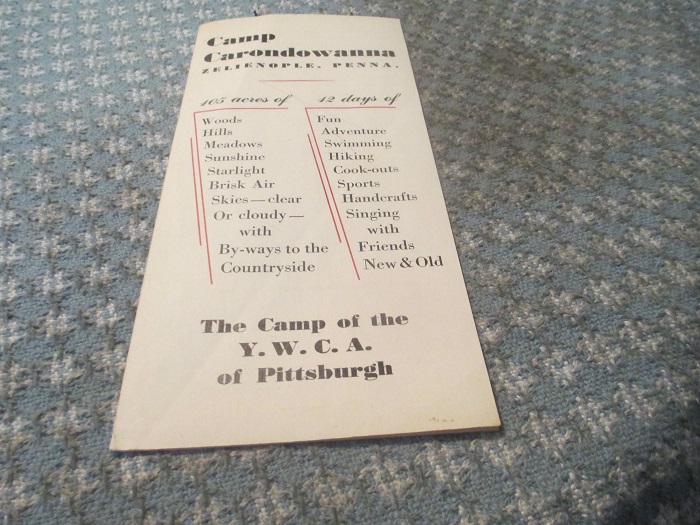 Camp
Carondowanna
ZELIENOPLE, PENNA.
105 acres of
Woods
Hills
Meadows
Sunshine
Starlight
Brisk Air
Skies—clear
Or cloudy—
with
By-ways to the
Countryside
42 days of
Fun
Adventure
Swimming
Hiking
Cook-outs
Sports
Handcrafts
Singing
with
Friends
New & Old
The Camp of the
Y. W. C. A.
of Pittsburgh